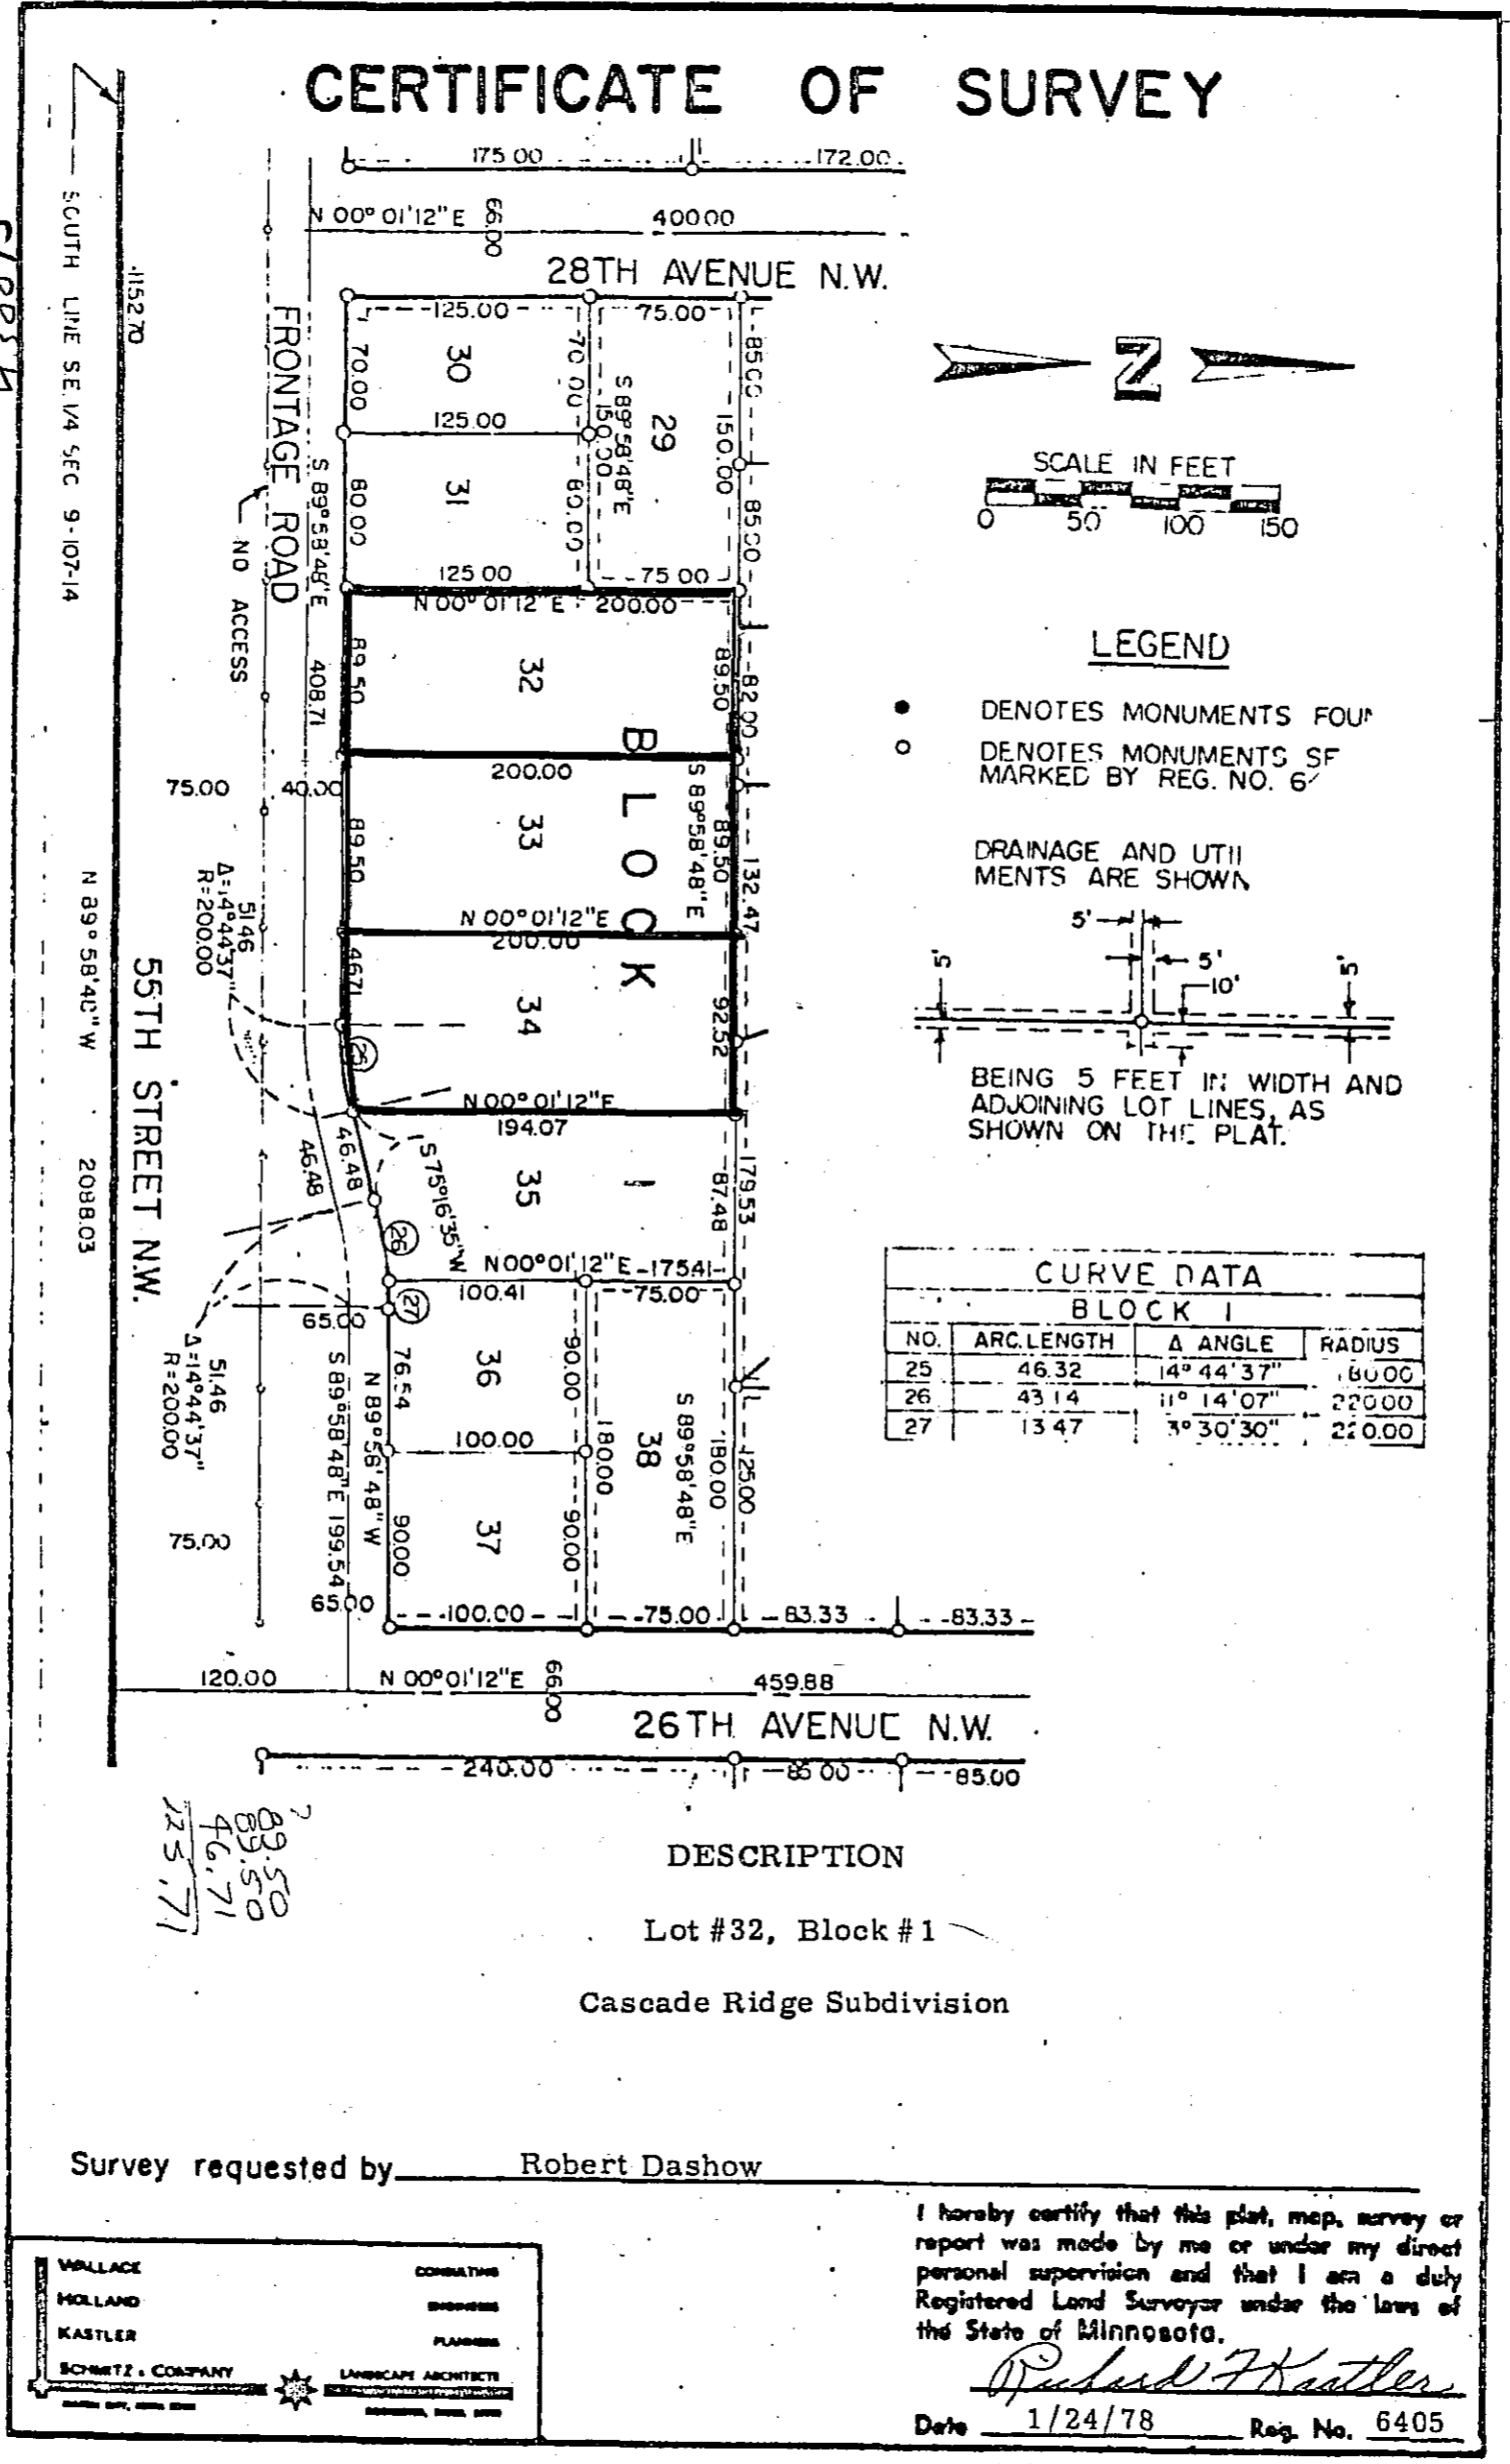 CERTIFICATE OF SURVEY
175.00
172.00
N 00° 01'12" E
66.00
400.00
28TH AVENUE N.W.
SOUTH LINE SE. 1/4 SEC 9-107-14
1152.70
FRONTAGE ROAD
S 89°58'48"E
408.71
NO ACCESS
125.00
75.00
85.00
70.00
30
70.00
150.00
S 89°58'48"E
29
150.00
125.00
80.00
31
80.00
85.00
125.00
75.00
N 00° 01'12" E
200.00
89.50
32
89.50
82.00
BLOCK 1
75.00
40.00
200.00
S 89°58'48"E
89.50
33
89.50
132.47
N 00°01'12"E
200.00
51.46
Δ=14°44'37"
R=200.00
46.71
34
92.52
25
N 00° 01'12"E
194.07
46.48
46.48
S 75°16'35"W
35
87.48
179.53
26
N 00°01'12"E
175.41
27
100.41
75.00
65.00
76.54
36
90.00
51.46
Δ=14°44'37"
R=200.00
S 89°58'48"E 199.54
100.00
180.00
38
S 89°58'48"E
180.00
125.00
90.00
37
90.00
75.00
65.00
100.00
75.00
83.33
83.33
120.00
N 00°01'12"E
66.00
459.88
26TH AVENUE N.W.
240.00
85.00
85.00
55TH STREET N.W.
2088.03
N
SCALE IN FEET
0 50 100 150
LEGEND
DENOTES MONUMENTS
DENOTES MONUMENTS
MARKED BY REG. NO.
DRAINAGE AND
MENTS ARE SHOWN
5'
5'
5'
10'
5'
BEING 5 FEET IN WIDTH AND
ADJOINING LOT LINES, AS
SHOWN ON THE PLAT.
CURVE DATA
BLOCK 1
NO. ARC.LENGTH Δ ANGLE RADIUS
25 46.32 14° 44'37" 180.00
26 43.14 11° 14'07" 220.00
27 13.47 3° 30'30" 220.00
?
89.50
89.50
46.71
DESCRIPTION
Lot #32, Block #1
Cascade Ridge Subdivision
Survey requested by Robert Dashow
I hereby certify that this plat, map, survey or
report was made by me or under my direct
personal supervision and that I am a duly
Registered Land Surveyor under the laws of
the State of Minnesota.
Richard F Kastler
Date 1/24/78 Reg. No. 6405
WALLACE CONSULTING
HOLLAND ENGINEERS
KASTLER PLANNERS
SCHMITZ & COMPANY LANDSCAPE ARCHITECTS